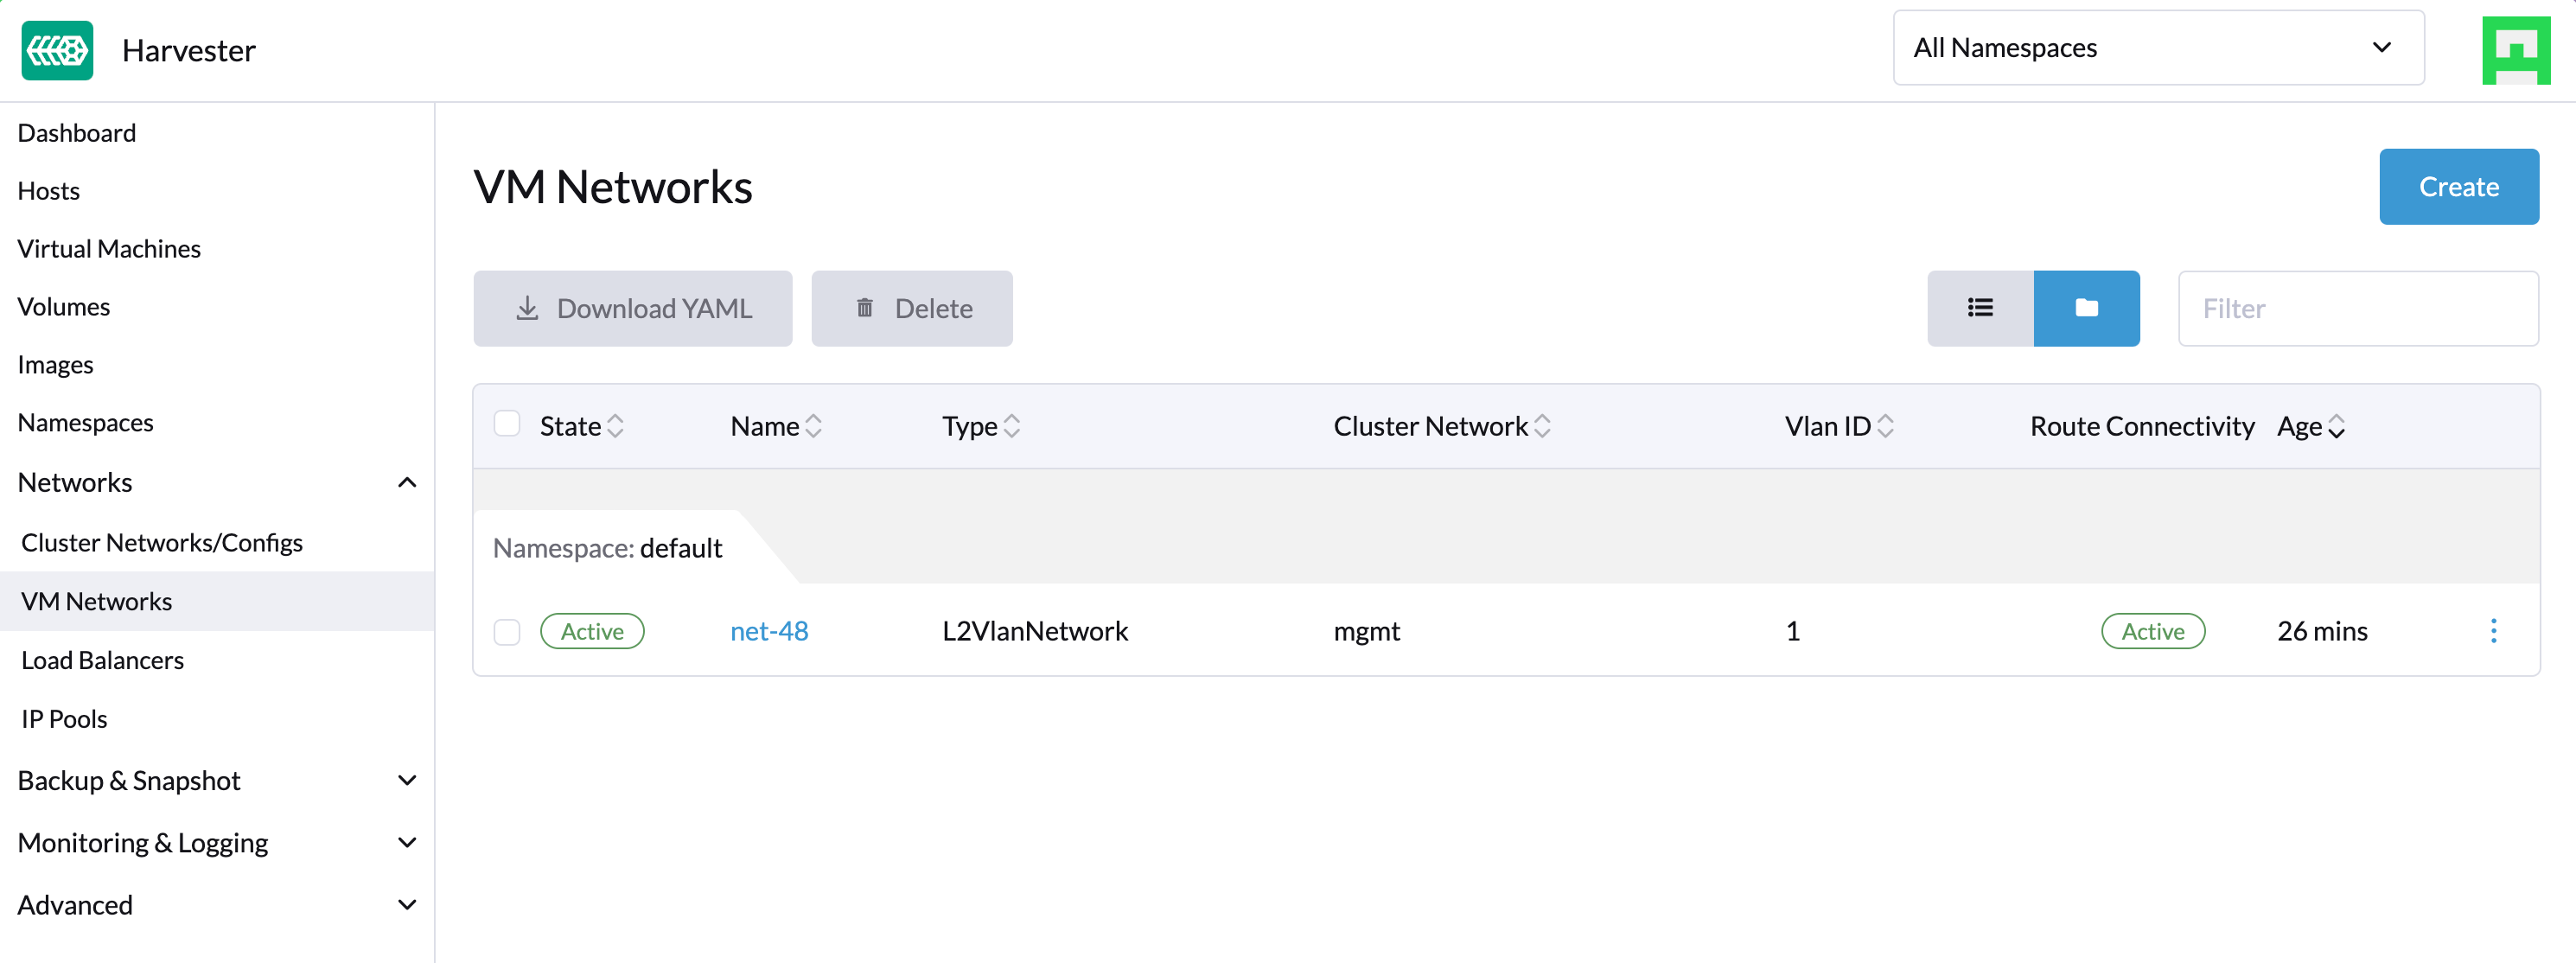 Harvester
All Namespaces
Dashboard
Hosts
Virtual Machines
Volumes
Images
Namespaces
Networks
Cluster Networks/Configs
VM Networks
Load Balancers
IP Pools
Backup & Snapshot
Monitoring & Logging
Advanced
VM Networks
Create
Download YAML Delete
Filter
State Name Type Cluster Network Vlan ID Route Connectivity Age
Namespace: default
Active net-48 L2VlanNetwork mgmt 1 Active 26 mins